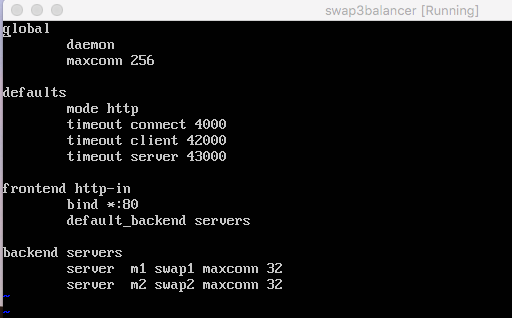 swap3balancer [Running]
global
        daemon
        maxconn 256

defaults
        mode http
        timeout connect 4000
        timeout client 42000
        timeout server 43000

frontend http-in
        bind *:80
        default_backend servers

backend servers
        server  m1 swap1 maxconn 32
        server  m2 swap2 maxconn 32
~
~